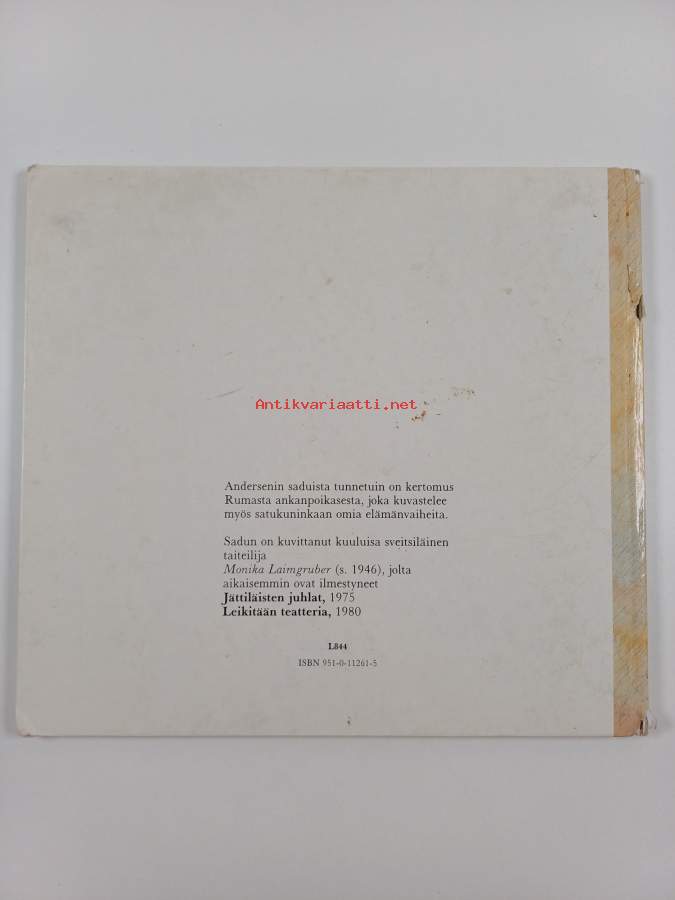 Antikvariaatti.net
Andersenin saduista tunnetuin on kertomus
Rumasta ankanpoikasesta, joka kuvastelee
myös satukuninkaan omia elämänvaiheita.
Sadun on kuvittanut kuuluisa sveitsiläinen
taiteilija
Monika Laimgruber (s. 1946), jolta
aikaisemmin ovat ilmestyneet
Jättiläisten juhlat, 1975
Leikitään teatteria, 1980
L844
ISBN 951-0-11261-5